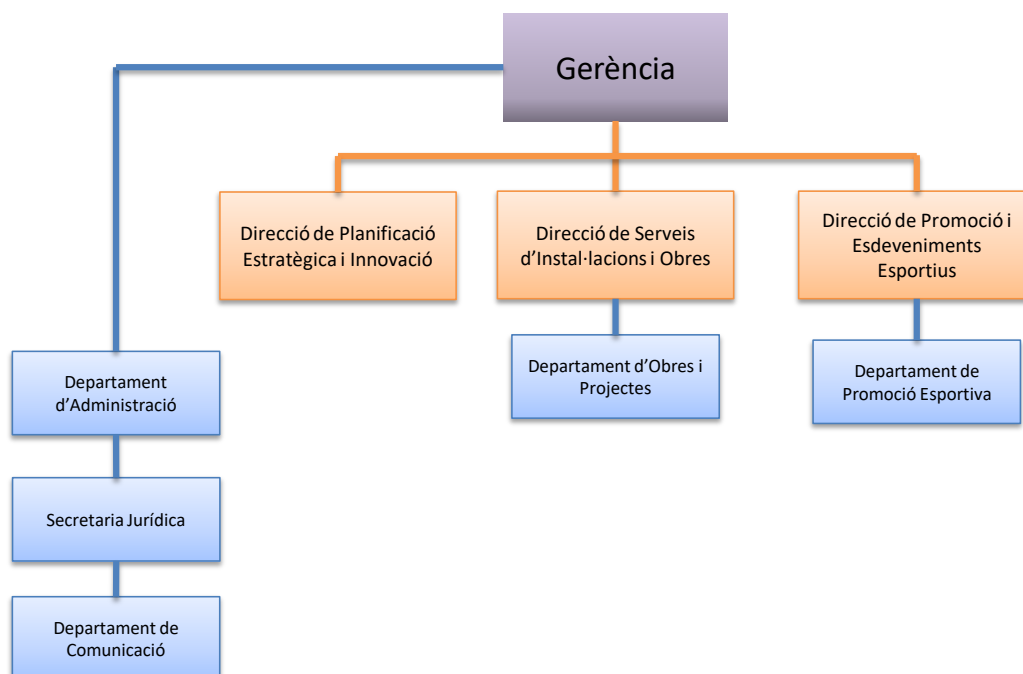 Gerència
Direcció de Planificació
Estratègica i Innovació
Direcció de Serveis
d’Instal·lacions i Obres
Direcció de Promoció i
Esdeveniments
Esportius
Departament d’Obres i
Projectes
Departament de
Promoció Esportiva
Departament
d’Administració
Secretaria Jurídica
Departament de
Comunicació